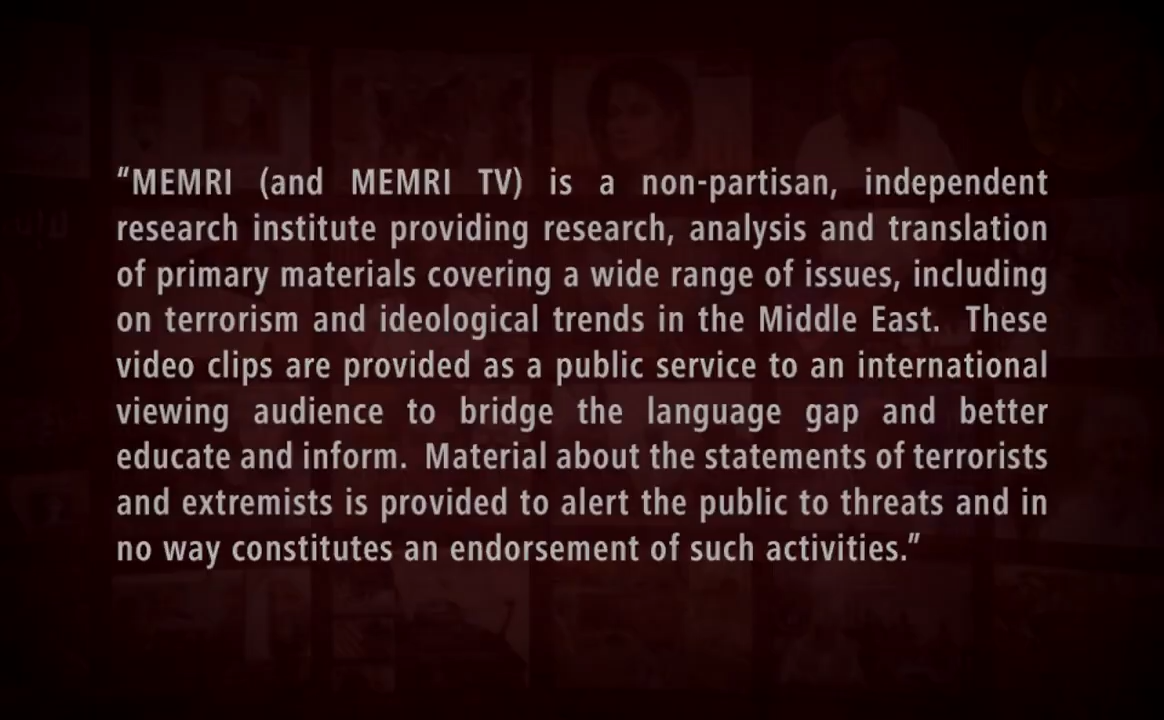 “MEMRI (and MEMRI TV) is a non-partisan, independent
research institute providing research, analysis and translation
of primary materials covering a wide range of issues, including
on terrorism and ideological trends in the Middle East.  These
video clips are provided as a public service to an international
viewing audience to bridge the language gap and better
educate and inform.  Material about the statements of terrorists
and extremists is provided to alert the public to threats and in
no way constitutes an endorsement of such activities.”